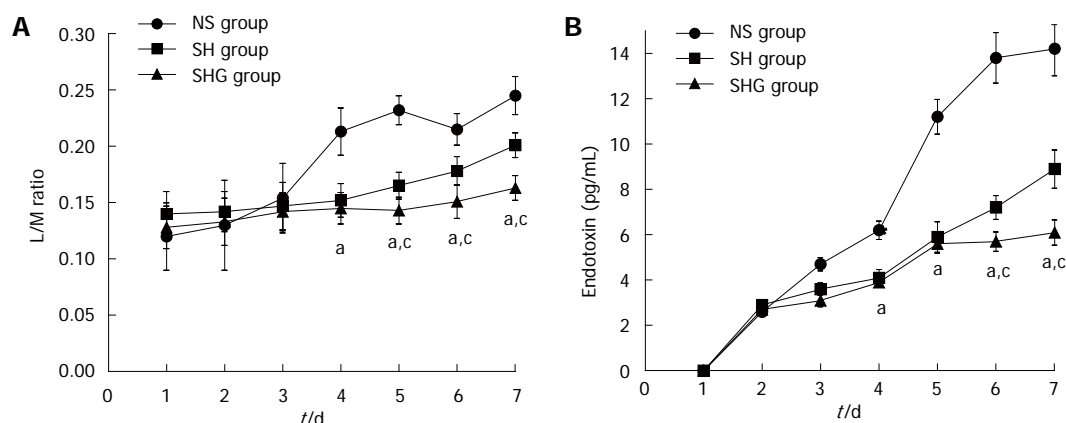 A
NS group
SH group
SHG group
0.30
0.25
0.20
0.15
0.10
0.05
0.00
L/M ratio
a
a,c
a,c
a,c
0 1 2 3 4 5 6 7
t/d
B
NS group
SH group
SHG group
14
12
10
8
6
4
2
0
Endotoxin (pg/mL)
a
a
a,c
a,c
0 1 2 3 4 5 6 7
t/d